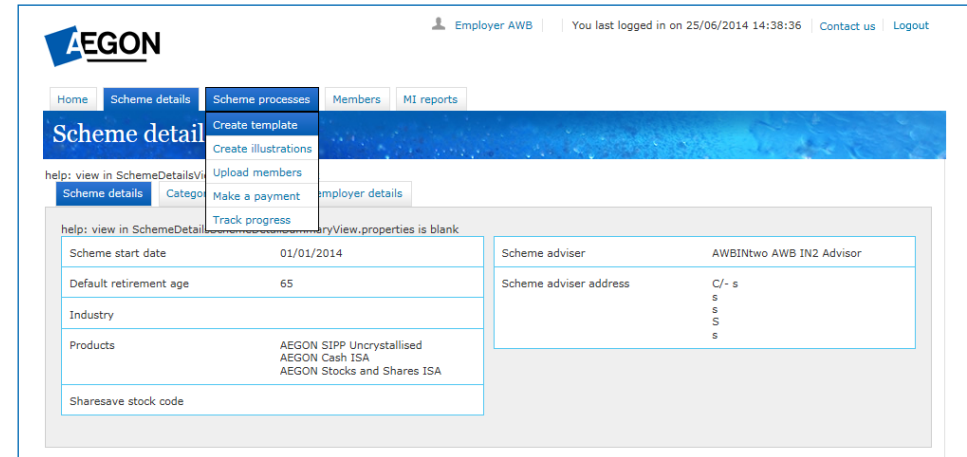 AEGON
Employer AWB You last logged in on 25/06/2014 14:38:36 Contact us Logout
Home Scheme details Scheme processes Members MI reports
Scheme detail
Create template
Create illustrations
Upload members
Make a payment
Track progress
help: view in SchemeDetailsVi
Scheme details Categor employer details
help: view in SchemeDetail maryView.properties is blank
Scheme start date 01/01/2014
Default retirement age 65
Industry
Products AEGON SIPP Uncrystallised
AEGON Cash ISA
AEGON Stocks and Shares ISA
Sharesave stock code
Scheme adviser AWBINtwo AWB IN2 Advisor
Scheme adviser address C/- s
s
s
S
s